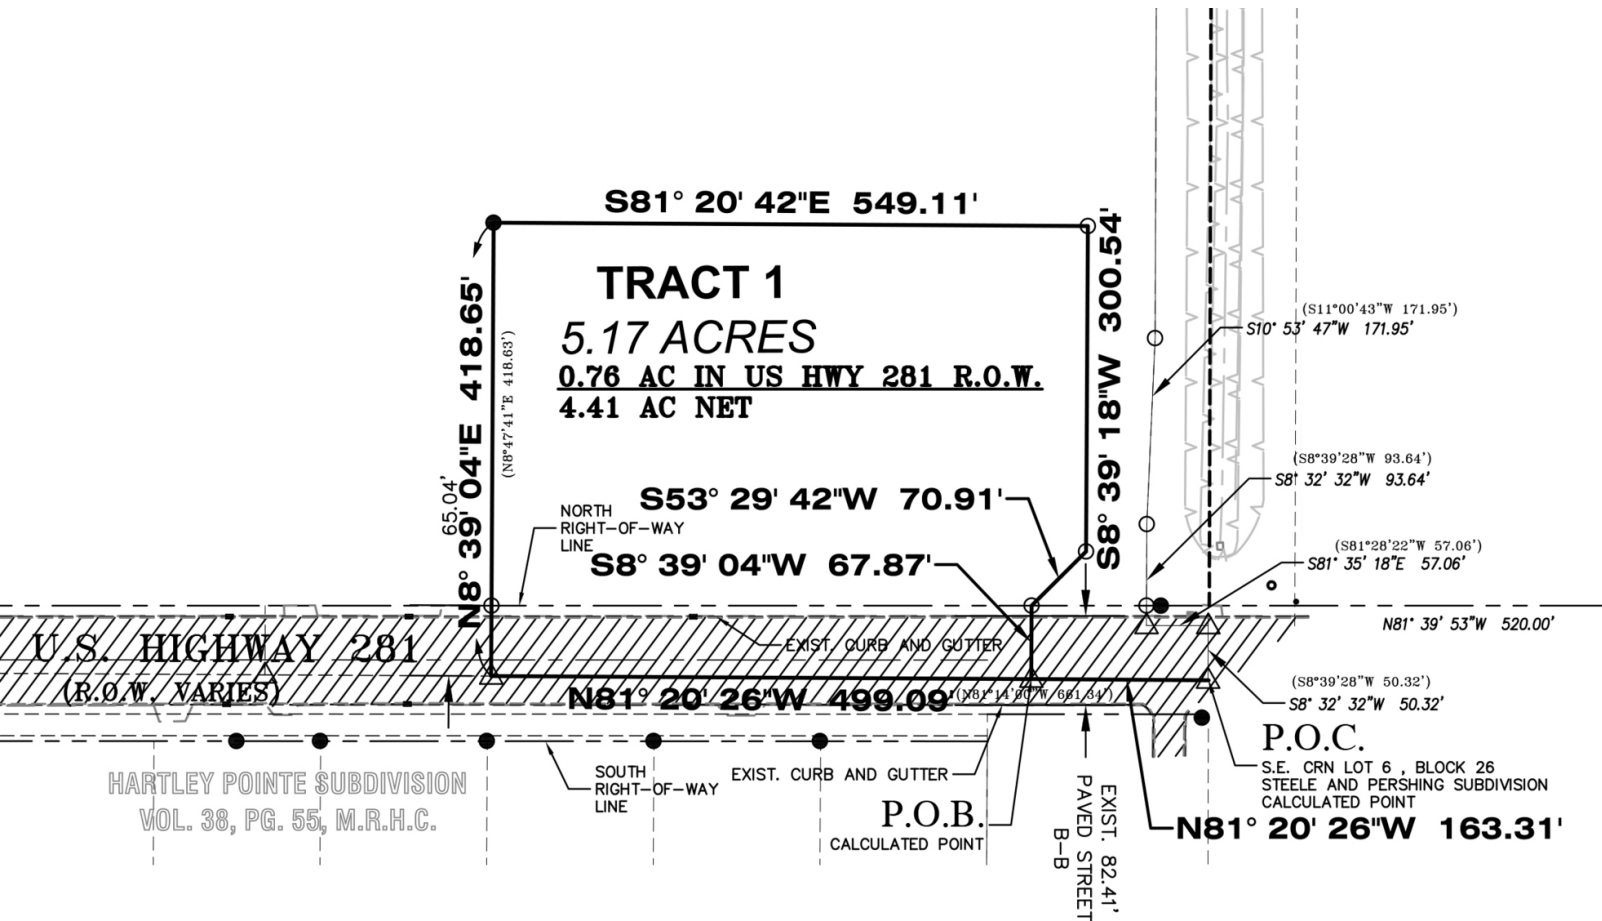 S81° 20' 42"E 549.11'
S8° 39' 18"W 300.54'
TRACT 1
5.17 ACRES
0.76 AC IN US HWY 281 R.O.W.
4.41 AC NET
N8° 39' 04"E 418.65'
(N8°47'41"E 418.63')
65.04'
(S11°00'43"W 171.95')
S10° 53' 47"W 171.95'
(S8°39'28"W 93.64')
S8° 32' 32"W 93.64'
S53° 29' 42"W 70.91'
NORTH
RIGHT-OF-WAY
LINE
S8° 39' 04"W 67.87'
(S81°28'22"W 57.06')
S81° 35' 18"E 57.06'
N81° 39' 53"W 520.00'
U.S. HIGHWAY 281
(R.O.W. VARIES)
EXIST. CURB AND GUTTER
N81° 20' 26"W 499.09'
(N81°14'00"W 661.34')
(S8°39'28"W 50.32')
S8° 32' 32"W 50.32'
P.O.C.
S.E. CRN LOT 6 , BLOCK 26
STEELE AND PERSHING SUBDIVISION
CALCULATED POINT
HARTLEY POINTE SUBDIVISION
VOL. 38, PG. 55, M.R.H.C.
SOUTH
RIGHT-OF-WAY
LINE
EXIST. CURB AND GUTTER
P.O.B.
CALCULATED POINT
EXIST. 82.41'
PAVED STREET
B-B
N81° 20' 26"W 163.31'